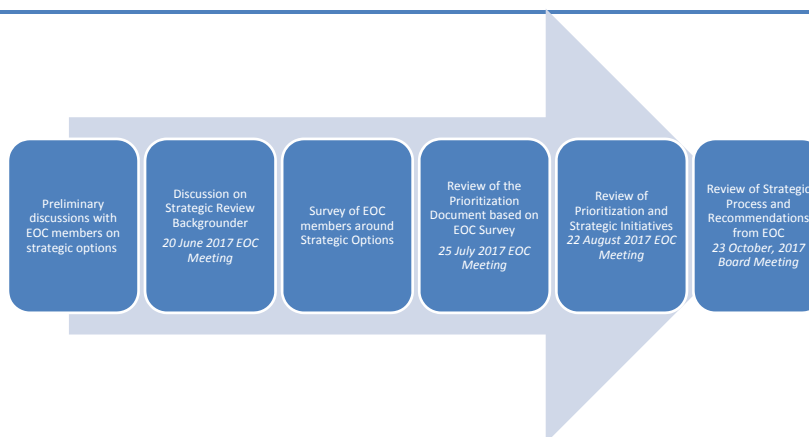 Preliminary
discussions with
EOC members on
strategic options
Discussion on
Strategic Review
Backgrounder
20 June 2017 EOC
Meeting
Survey of EOC
members around
Strategic Options
Review of the
Prioritization
Document based on
EOC Survey
25 July 2017 EOC
Meeting
Review of
Prioritization and
Strategic Initiatives
22 August 2017 EOC
Meeting
Review of Strategic
Process and
Recommendations
from EOC
23 October, 2017
Board Meeting